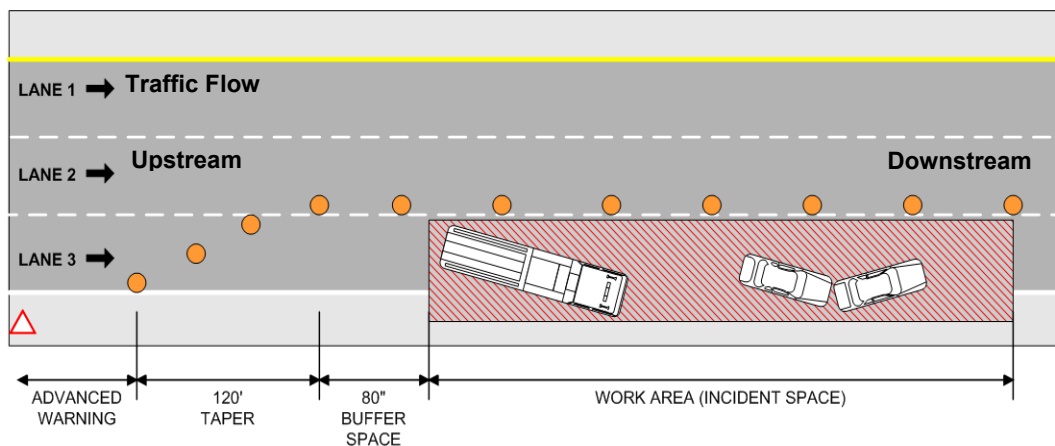 LANE 1 Traffic Flow
LANE 2 Upstream Downstream
LANE 3
ADVANCED
WARNING
120'
TAPER
80"
BUFFER
SPACE
WORK AREA (INCIDENT SPACE)